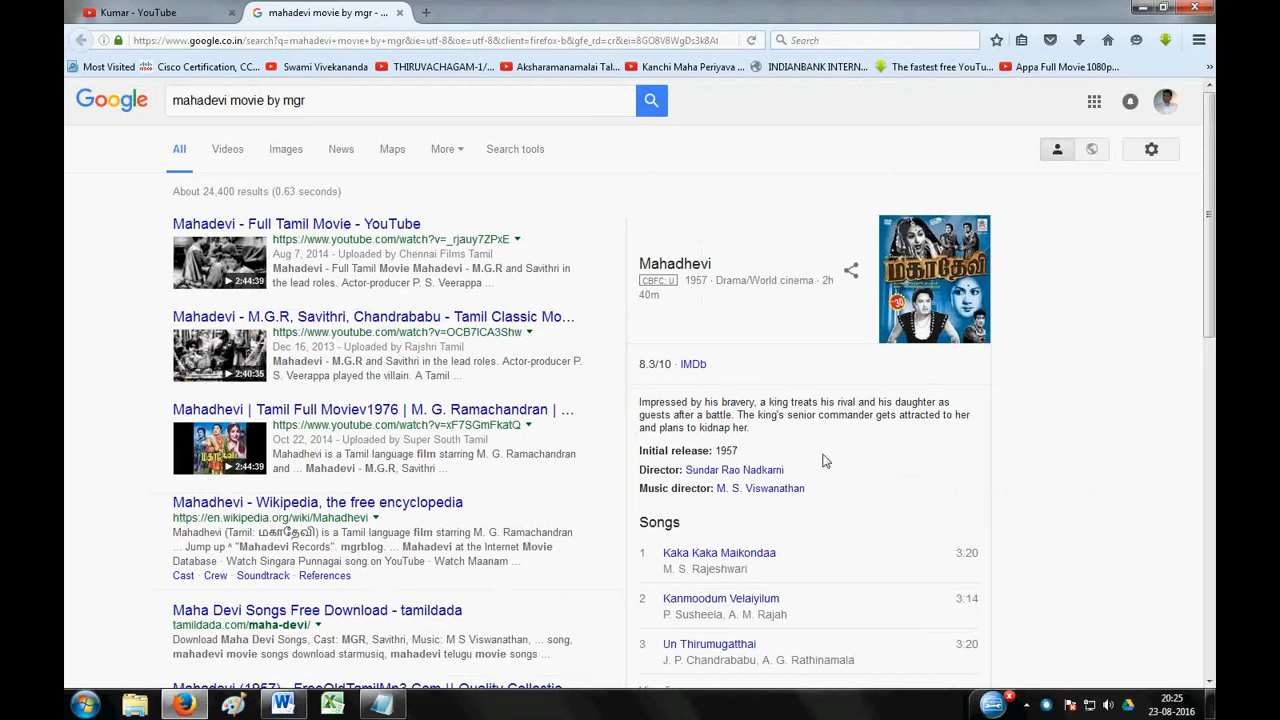 Kumar - YouTube
mahadevi movie by mgr - ...
https://www.google.co.in/search?q=mahadevi+movie+by+mgr&ie=utf-8&oe=utf-8&client=firefox-b&gfe_rd=cr&ei=8GO8V8WgDs3k8At
Search
Most Visited
Cisco Certification, CC...
Swami Vivekananda
THIRUVACHAGAM-1/...
Aksharamanamalai Tal...
Kanchi Maha Periyava ...
INDIANBANK INTERN...
The fastest free YouTu...
Appa Full Movie 1080p...
Google
mahadevi movie by mgr
All Videos Images News Maps More Search tools
About 24,400 results (0.63 seconds)
Mahadevi - Full Tamil Movie - YouTube
https://www.youtube.com/watch?v=_rjauy7ZPxE
Aug 7, 2014 - Uploaded by Chennai Films Tamil
Mahadevi - Full Tamil Movie Mahadevi - M.G.R and Savithri in
the lead roles. Actor-producer P. S. Veerappa ...
2:44:39
Mahadevi - M.G.R, Savithri, Chandrababu - Tamil Classic Mo...
https://www.youtube.com/watch?v=OCB7lCA3Shw
Dec 16, 2013 - Uploaded by Rajshri Tamil
Mahadevi - M.G.R and Savithri in the lead roles. Actor-producer P.
S. Veerappa played the villain. A Tamil ...
2:40:35
Mahadhevi | Tamil Full Moviev1976 | M. G. Ramachandran | ...
https://www.youtube.com/watch?v=xF7SGmFkatQ
Oct 22, 2014 - Uploaded by Super South Tamil
Mahadhevi is a Tamil language film starring M. G. Ramachandran
and ... Mahadevi - M.G.R, Savithri ...
2:44:39
Mahadhevi - Wikipedia, the free encyclopedia
https://en.wikipedia.org/wiki/Mahadhevi
Mahadhevi (Tamil: மகாதேவி) is a Tamil language film starring M. G. Ramachandran
... Jump up ^ "Mahadevi Records". mgrblog. ... Mahadevi at the Internet Movie
Database · Watch Singara Punnagai song on YouTube · Watch Maanam ...
Cast · Crew · Soundtrack · References
Maha Devi Songs Free Download - tamildada
tamildada.com/maha-devi/
Download Maha Devi Songs, Cast: MGR, Savithri, Music: M S Viswanathan, ... song,
mahadevi movie songs download starmusiq, mahadevi telugu movie songs ...
Mahadevi (1957) - FreeOldTamilMp3.Com || Quality Collectio...
Mahadhevi
CBFC: U 1957 · Drama/World cinema · 2h
40m
மகாதேவி
30
8.3/10 · IMDb
Impressed by his bravery, a king treats his rival and his daughter as
guests after a battle. The king's senior commander gets attracted to her
and plans to kidnap her.
Initial release: 1957
Director: Sundar Rao Nadkarni
Music director: M. S. Viswanathan
Songs
1 Kaka Kaka Maikondaa 3:20
M. S. Rajeshwari
2 Kanmoodum Velaiyilum 3:14
P. Susheela, A. M. Rajah
3 Un Thirumugatthai 3:20
J. P. Chandrababu, A. G. Rathinamala
20:25
23-08-2016